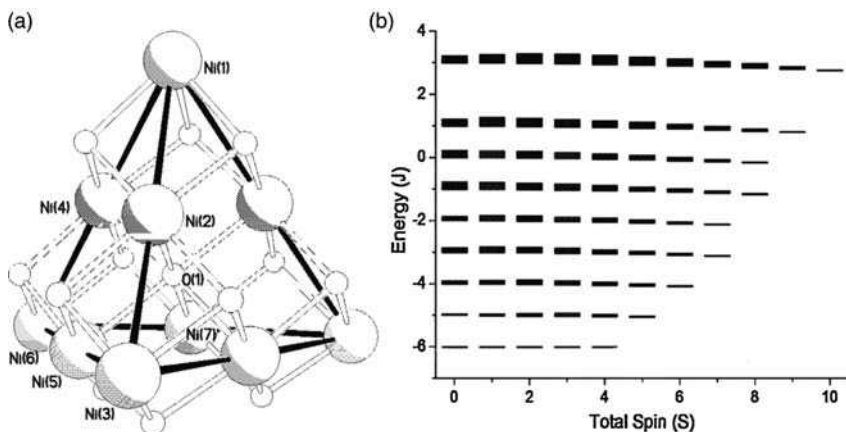 (a)
Ni(1)
Ni(4)
Ni(2)
O(1)
Ni(7)'
Ni(6)
Ni(5)
Ni(3)
(b)
4
2
0
-2
-4
-6
Energy (J)
0 2 4 6 8 10
Total Spin (S)